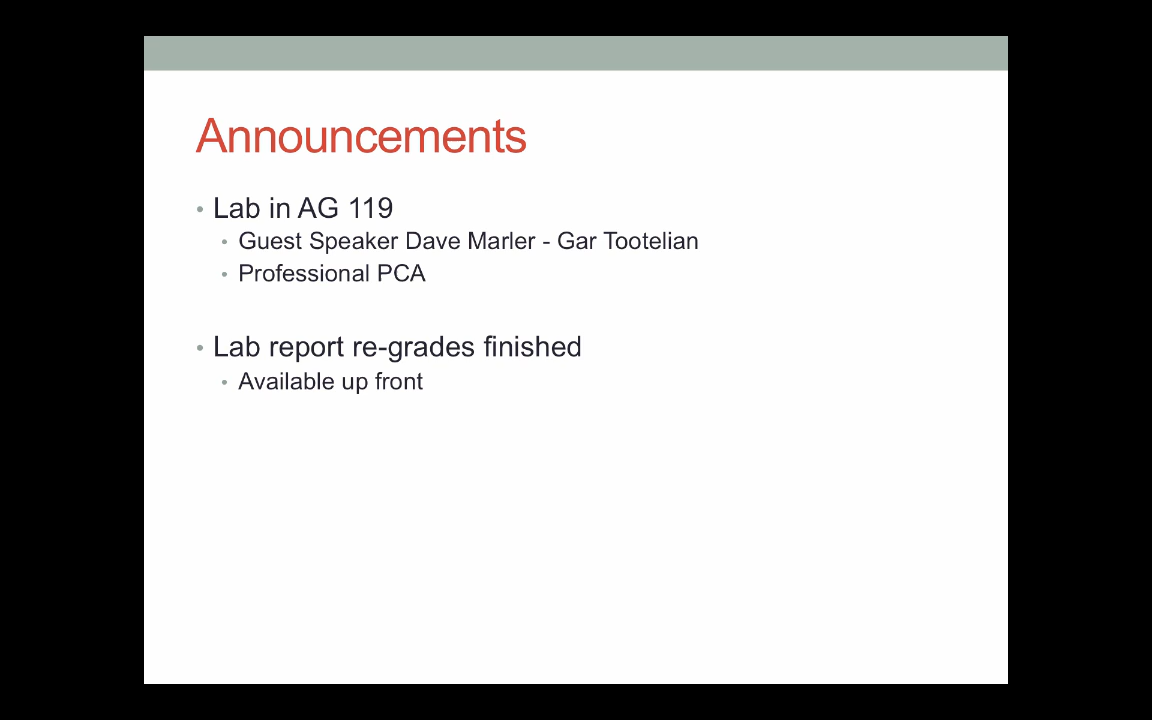 Announcements
• Lab in AG 119
• Guest Speaker Dave Marler - Gar Tootelian
• Professional PCA
• Lab report re-grades finished
• Available up front